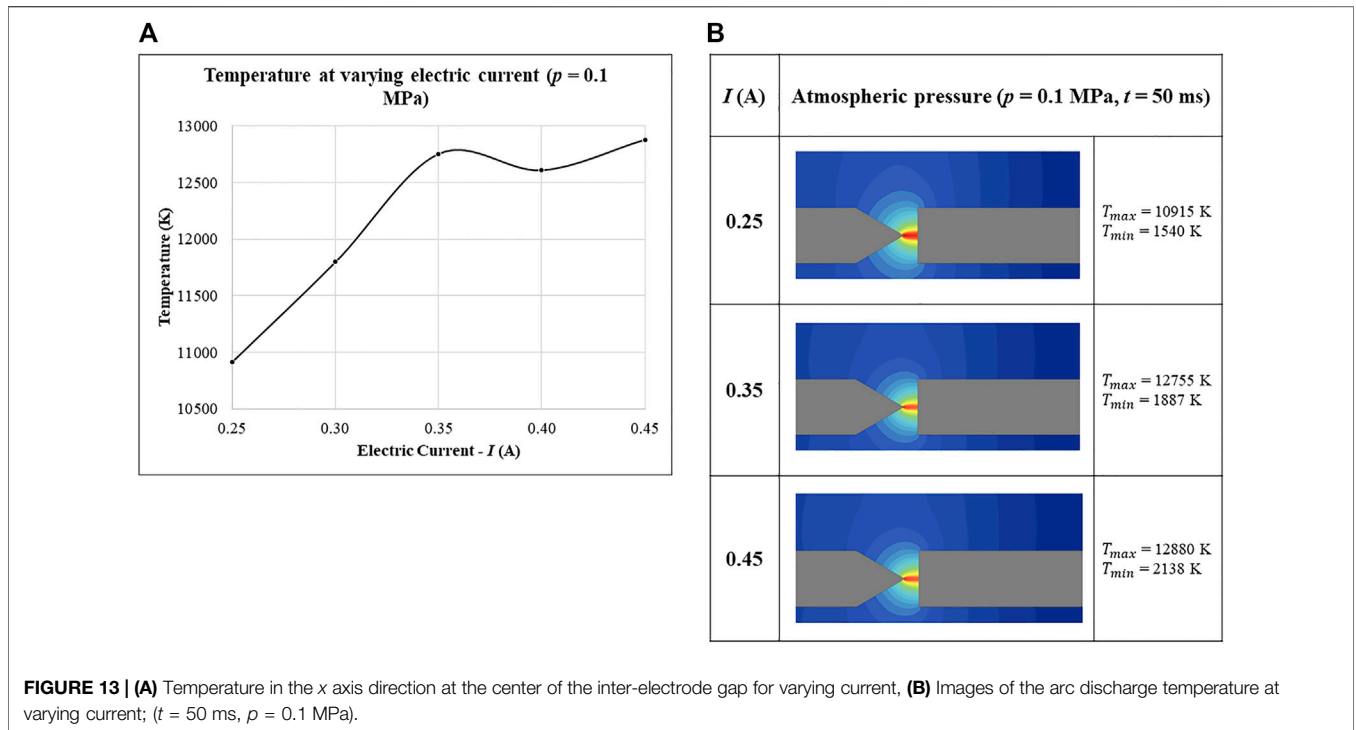 A
Temperature at varying electric current (p = 0.1
MPa)
13000
12500
12000
11500
11000
10500
Temperature (K)
0.25 0.30 0.35 0.40 0.45
Electric Current - I (A)
B
I (A) Atmospheric pressure (p = 0.1 MPa, t = 50 ms)
0.25
Tmax = 10915 K
Tmin = 1540 K
0.35
Tmax = 12755 K
Tmin = 1887 K
0.45
Tmax = 12880 K
Tmin = 2138 K
FIGURE 13 | (A) Temperature in the x axis direction at the center of the inter-electrode gap for varying current, (B) Images of the arc discharge temperature at
varying current; (t = 50 ms, p = 0.1 MPa).